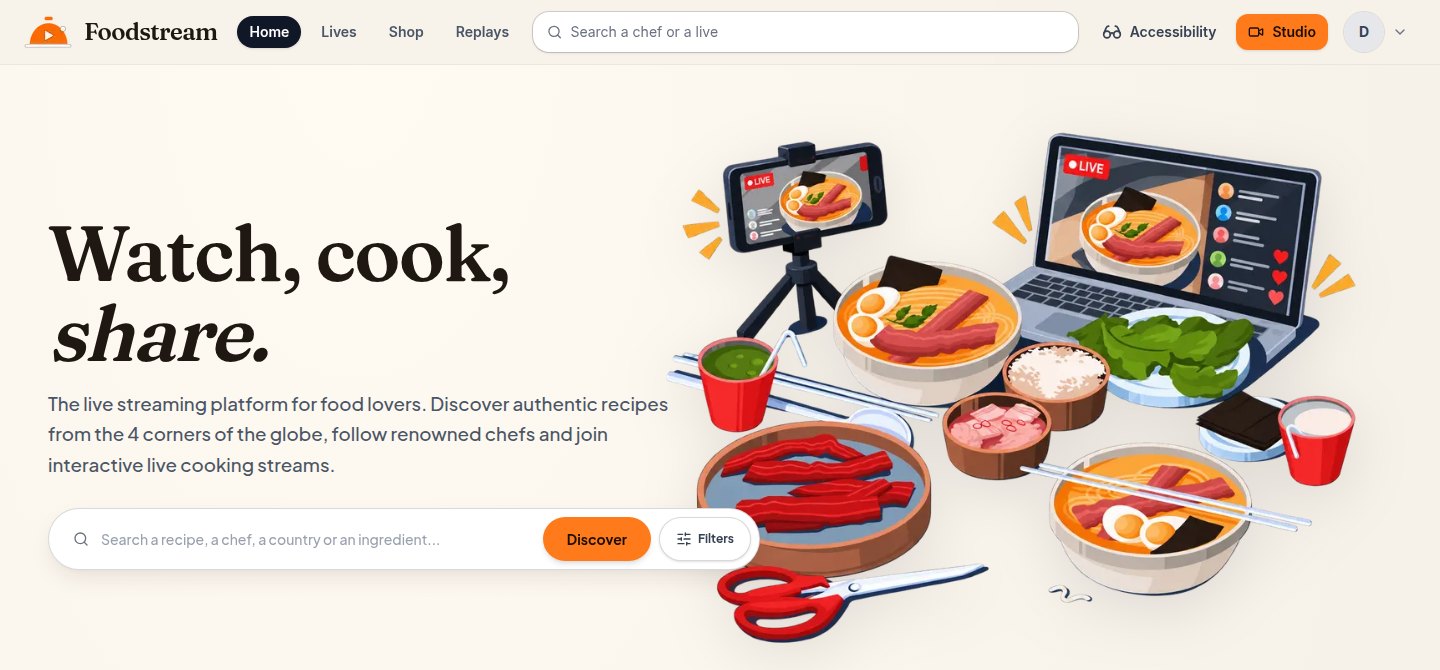 Foodstream
Home
Lives
Shop
Replays
Search a chef or a live
Accessibility
Studio
D
LIVE
LIVE
Watch, cook,
share.
The live streaming platform for food lovers. Discover authentic recipes
from the 4 corners of the globe, follow renowned chefs and join
interactive live cooking streams.
Search a recipe, a chef, a country or an ingredient...
Discover
Filters